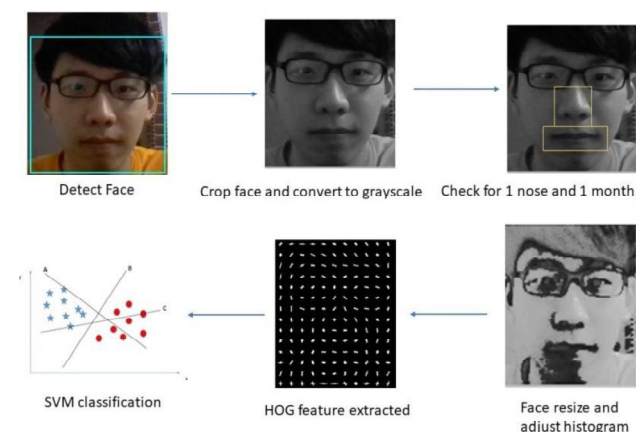 Detect Face
Crop face and convert to grayscale
Check for 1 nose and 1 month
A
B
C
SVM classification
HOG feature extracted
Face resize and
adjust histogram